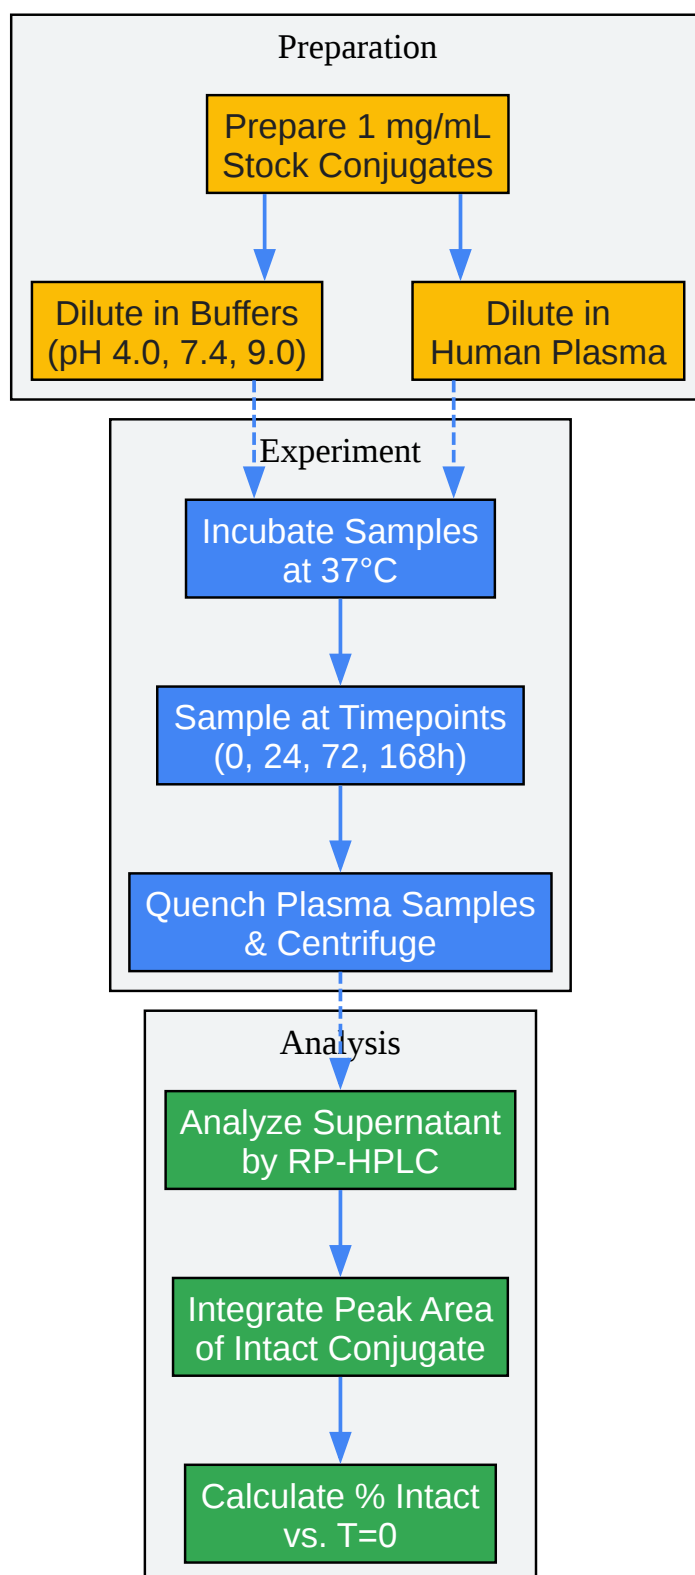 Preparation
Prepare 1 mg/mL
Stock Conjugates
Dilute in Buffers
(pH 4.0, 7.4, 9.0)
Dilute in
Human Plasma
Experiment
Incubate Samples
at 37°C
Sample at Timepoints
(0, 24, 72, 168h)
Quench Plasma Samples
& Centrifuge
Analysis
Analyze Supernatant
by RP-HPLC
Integrate Peak Area
of Intact Conjugate
Calculate % Intact
vs. T=0